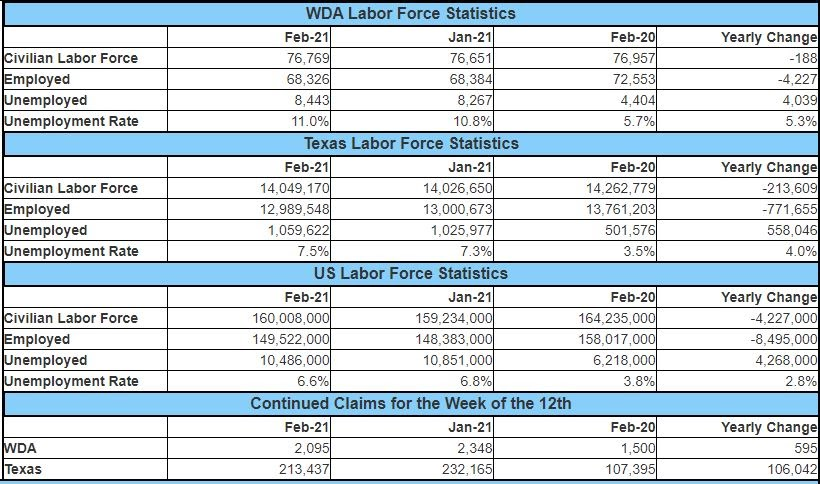 WDA Labor Force Statistics
Feb-21 Jan-21 Feb-20 Yearly Change
Civilian Labor Force 76,769 76,651 76,957 -188
Employed 68,326 68,384 72,553 -4,227
Unemployed 8,443 8,267 4,404 4,039
Unemployment Rate 11.0% 10.8% 5.7% 5.3%
Texas Labor Force Statistics
Feb-21 Jan-21 Feb-20 Yearly Change
Civilian Labor Force 14,049,170 14,026,650 14,262,779 -213,609
Employed 12,989,548 13,000,673 13,761,203 -771,655
Unemployed 1,059,622 1,025,977 501,576 558,046
Unemployment Rate 7.5% 7.3% 3.5% 4.0%
US Labor Force Statistics
Feb-21 Jan-21 Feb-20 Yearly Change
Civilian Labor Force 160,008,000 159,234,000 164,235,000 -4,227,000
Employed 149,522,000 148,383,000 158,017,000 -8,495,000
Unemployed 10,486,000 10,851,000 6,218,000 4,268,000
Unemployment Rate 6.6% 6.8% 3.8% 2.8%
Continued Claims for the Week of the 12th
Feb-21 Jan-21 Feb-20 Yearly Change
WDA 2,095 2,348 1,500 595
Texas 213,437 232,165 107,395 106,042